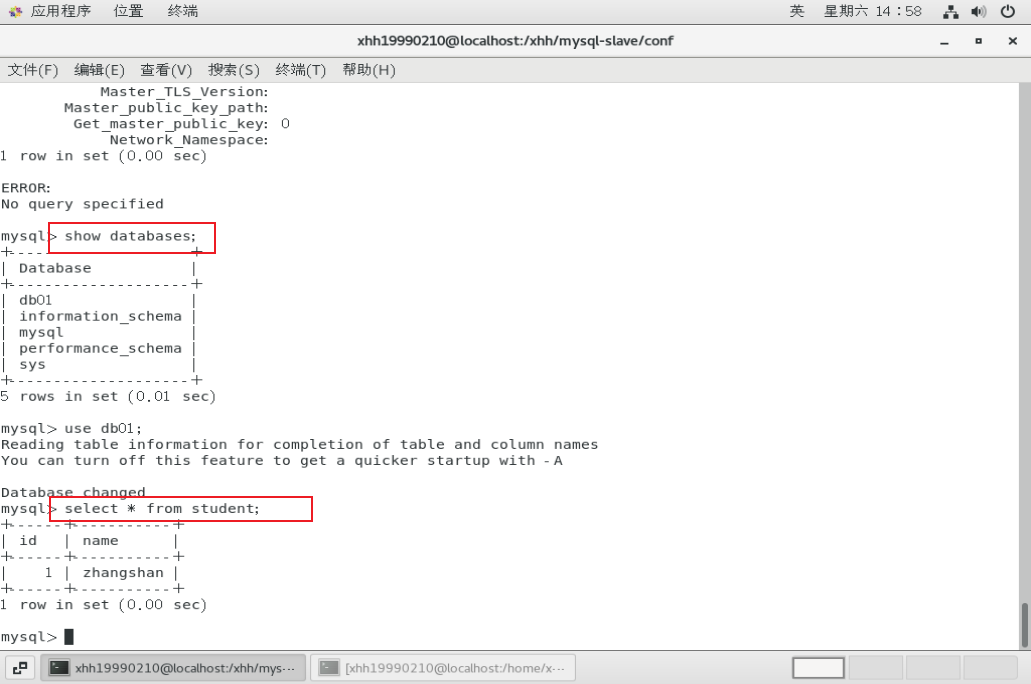 应用程序 位置 终端 英 星期六 14：58
xhh19990210@localhost:/xhh/mysql-slave/conf
文件(F) 编辑(E) 查看(V) 搜索(S) 终端(T) 帮助(H)
Master_TLS_Version:
Master_public_key_path:
Get_master_public_key: 0
Network_Namespace:
1 row in set (0.00 sec)
ERROR:
No query specified
mysql> show databases;
+--------------------+
| Database           |
+--------------------+
| db01               |
| information_schema |
| mysql              |
| performance_schema |
| sys                |
+--------------------+
5 rows in set (0.01 sec)
mysql> use db01;
Reading table information for completion of table and column names
You can turn off this feature to get a quicker startup with -A
Database changed
mysql> select * from student;
+------+-----------+
| id   | name      |
+------+-----------+
|    1 | zhangshan |
+------+-----------+
1 row in set (0.00 sec)
mysql>
xhh19990210@localhost:/xhh/mys··· [xhh19990210@localhost:/home/x···